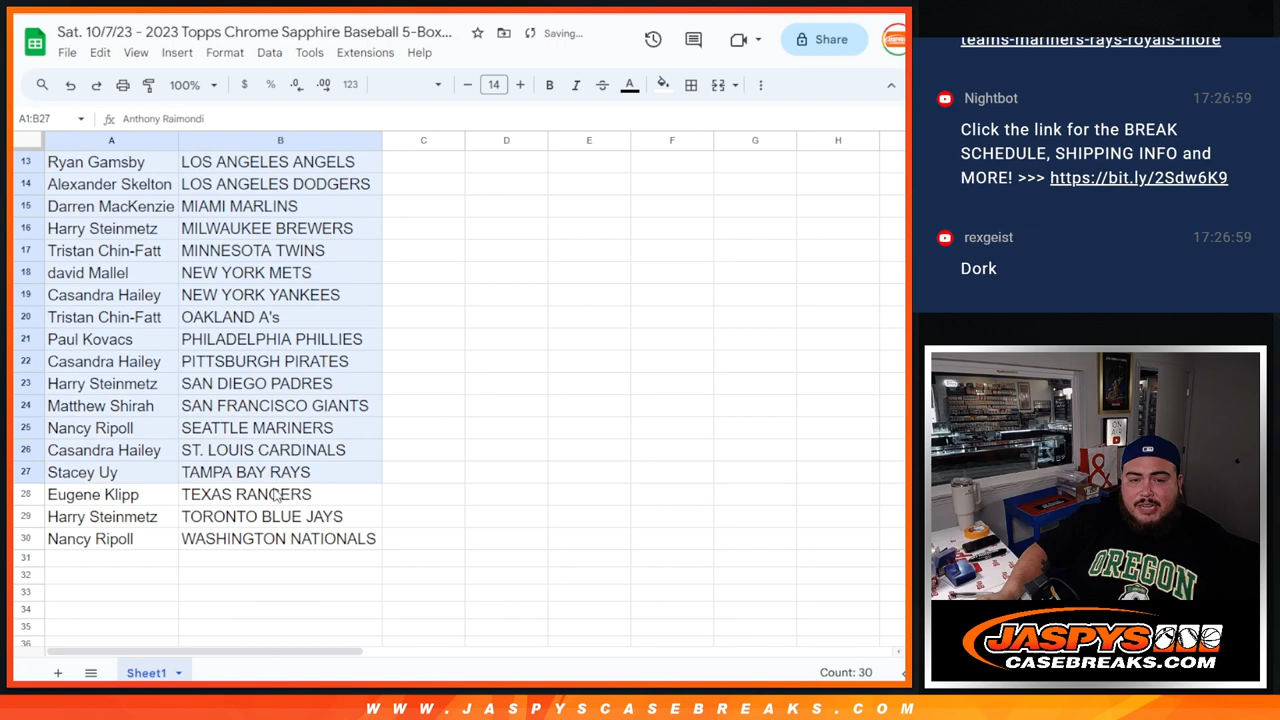 Sat. 10/7/23 - 2023 Topps Chrome Sapphire Baseball 5-Box...
Saving...
File Edit View Insert Format Data Tools Extensions Help
Share
100% $ % .0 .00 123 14 B I A
A1:B27 fx Anthony Raimondi
A B C D E F G H
13 Ryan Gamsby LOS ANGELES ANGELS
14 Alexander Skelton LOS ANGELES DODGERS
15 Darren MacKenzie MIAMI MARLINS
16 Harry Steinmetz MILWAUKEE BREWERS
17 Tristan Chin-Fatt MINNESOTA TWINS
18 david Mallel NEW YORK METS
19 Casandra Hailey NEW YORK YANKEES
20 Tristan Chin-Fatt OAKLAND A's
21 Paul Kovacs PHILADELPHIA PHILLIES
22 Casandra Hailey PITTSBURGH PIRATES
23 Harry Steinmetz SAN DIEGO PADRES
24 Matthew Shirah SAN FRANCISCO GIANTS
25 Nancy Ripoll SEATTLE MARINERS
26 Casandra Hailey ST. LOUIS CARDINALS
27 Stacey Uy TAMPA BAY RAYS
28 Eugene Klipp TEXAS RANGERS
29 Harry Steinmetz TORONTO BLUE JAYS
30 Nancy Ripoll WASHINGTON NATIONALS
31
32
33
34
35
36
Sheet1
Count: 30
teams-mariners-rays-royals-more
Nightbot 17:26:59
Click the link for the BREAK
SCHEDULE, SHIPPING INFO and
MORE! >>> https://bit.ly/2Sdw6K9
rexgeist 17:26:59
Dork
ON
AIR
OREGON
JASPYS
CASEBREAKS.COM
WWW.JASPYSCASEBREAKS.COM